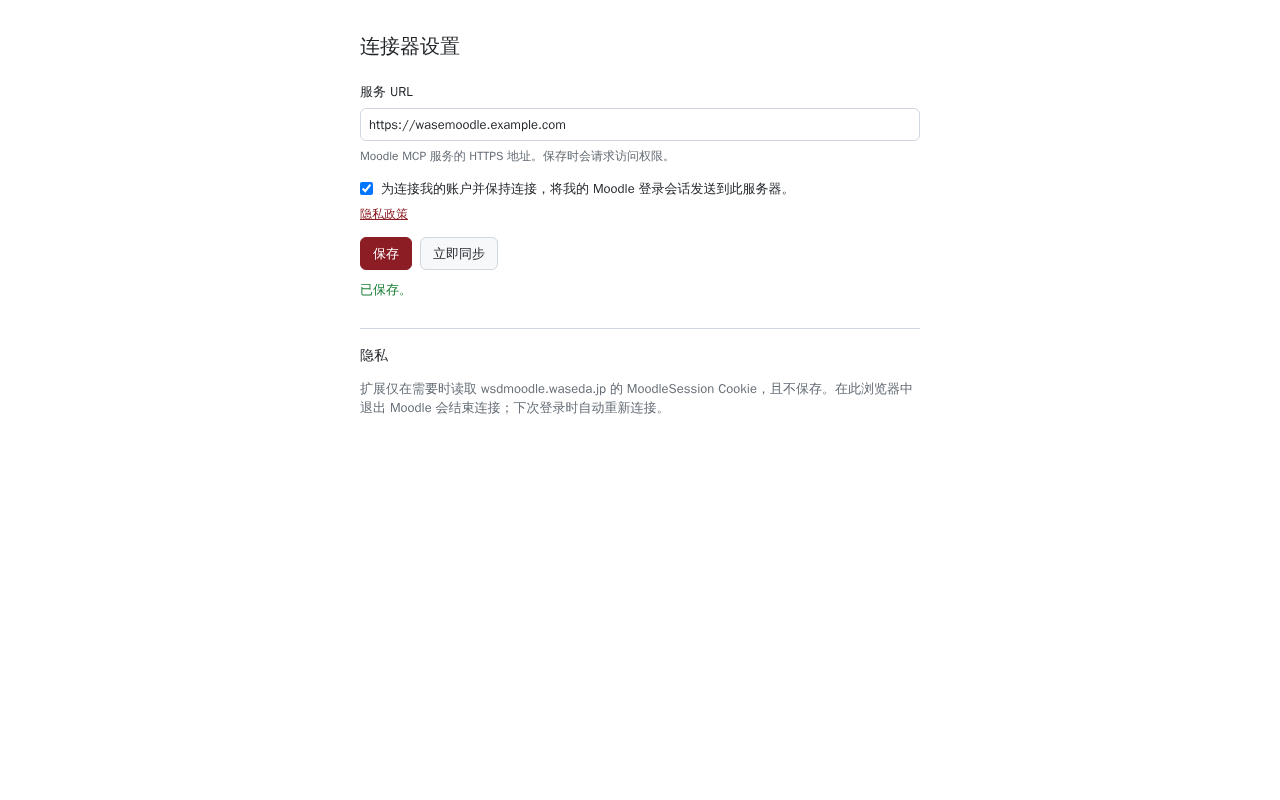 连接器设置
服务 URL
https://wasemoodle.example.com
Moodle MCP 服务的 HTTPS 地址。保存时会请求访问权限。
为连接我的账户并保持连接，将我的 Moodle 登录会话发送到此服务器。
隐私政策
保存 立即同步
已保存。
隐私
扩展仅在需要时读取 wsdmoodle.waseda.jp 的 MoodleSession Cookie，且不保存。在此浏览器中
退出 Moodle 会结束连接；下次登录时自动重新连接。